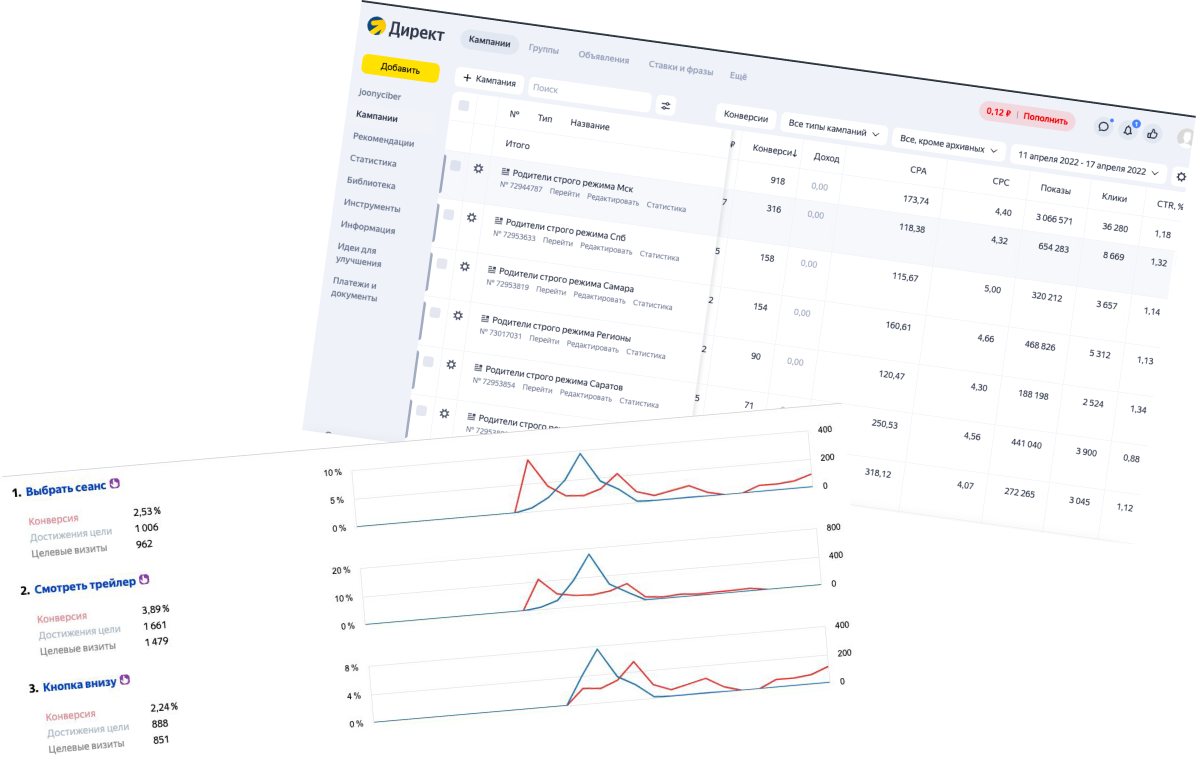 Директ
Кампании Группы Объявления Ставки и фразы Ещё
Добавить
+ Кампания Поиск
0,12 ₽ | Пополнить
1
joonyciber
Кампании
Рекомендации
Статистика
Библиотека
Инструменты
Информация
Идеи для
улучшения
Платежи и
документы
Конверсии Все типы кампаний Все, кроме архивных 11 апреля 2022 - 17 апреля 2022
№ Тип Название ₽ Конверси↓ Доход CPA CPC Показы Клики CTR, %
Итого 918 0,00 173,74 4,40 3 066 571 36 280 1,18
Родители строго режима Мск 7 316 0,00 118,38 4,32 654 283 8 669 1,32
№ 72944787 Перейти Редактировать Статистика
Родители строго режима Спб 5 158 0,00 115,67 5,00 320 212 3 657 1,14
№ 72953633 Перейти Редактировать Статистика
Родители строго режима Самара 2 154 0,00 160,61 4,66 468 826 5 312 1,13
№ 72953819 Перейти Редактировать Статистика
Родители строго режима Регионы 2 90 0,00 120,47 4,30 188 198 2 524 1,34
№ 73017031 Перейти Редактировать Статистика
Родители строго режима Саратов 5 71 250,53 4,56 441 040 3 900 0,88
№ 72953854 Перейти Редактировать Статистика
Родители строго р 318,12 4,07 272 265 3 045 1,12
1. Выбрать сеанс
Конверсия 2,53 %
Достижения цели 1 006
Целевые визиты 962
10 % 400
5 % 200
0 % 0
2. Смотреть трейлер
Конверсия 3,89 %
Достижения цели 1 661
Целевые визиты 1 479
20 % 800
10 % 400
0 % 0
3. Кнопка внизу
Конверсия 2,24 %
Достижения цели 888
Целевые визиты 851
8 % 400
4 % 200
0 % 0